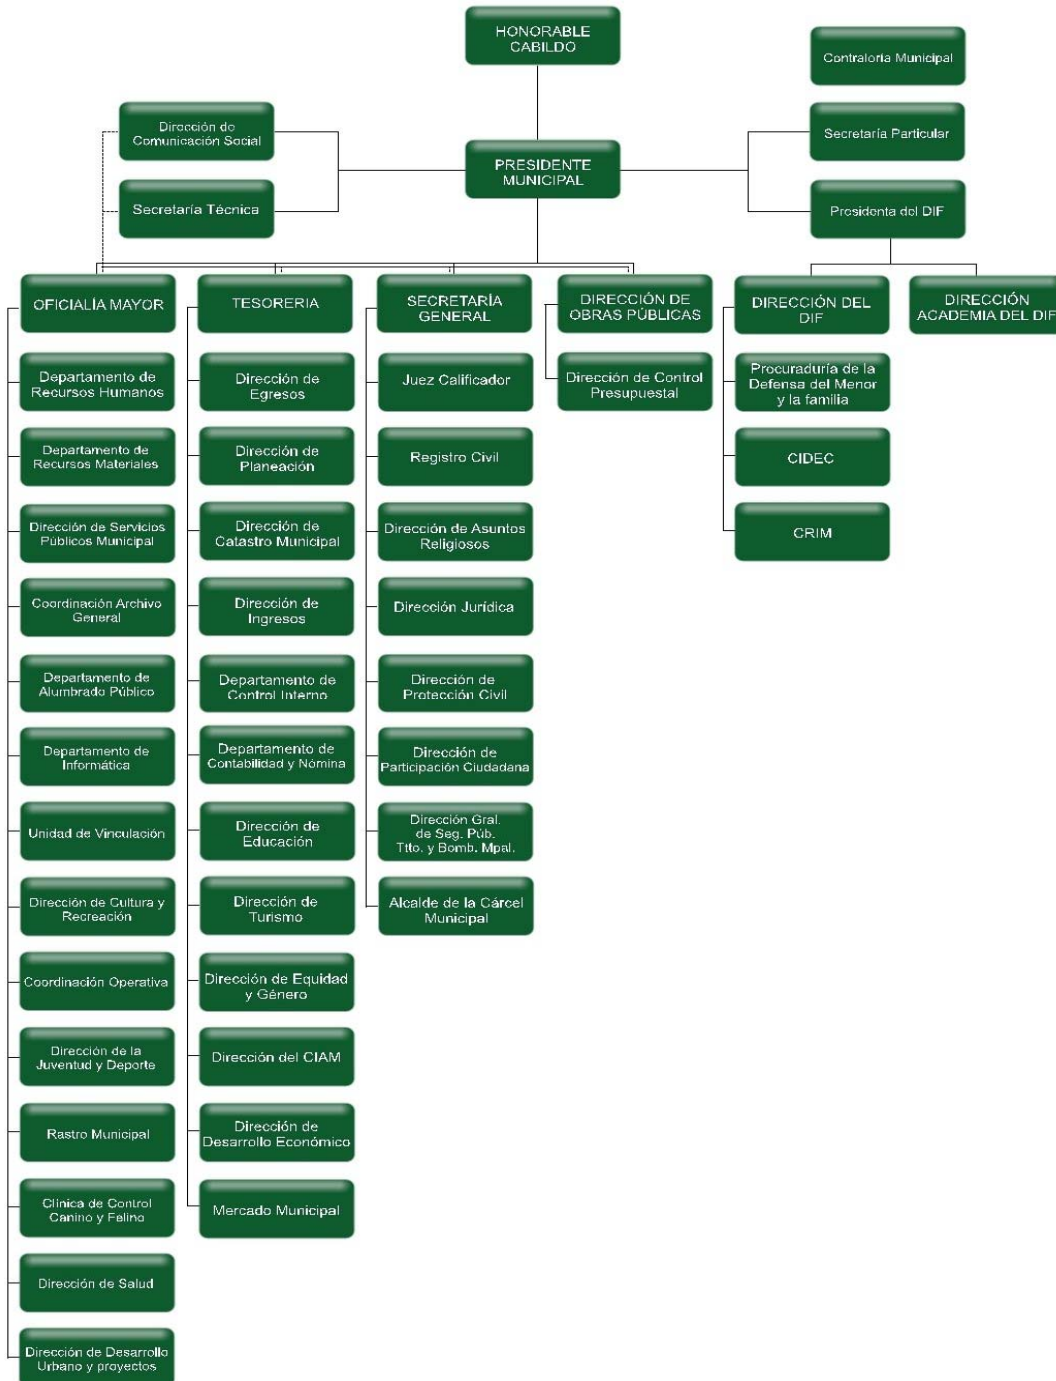 HONORABLE
CABILDO
Contraloría Municipal
Dirección de
Comunicación Social
Secretaría Particular
PRESIDENTE
MUNICIPAL
Secretaría Técnica
Presidenta del DIF
OFICIALÍA MAYOR
TESORERIA
SECRETARÍA
GENERAL
DIRECCIÓN DE
OBRAS PÚBLICAS
DIRECCIÓN DEL
DIF
DIRECCIÓN
ACADEMIA DEL DIF
Departamento de
Recursos Humanos
Departamento de
Recursos Materiales
Dirección de Servicios
Públicos Municipal
Coordinación Archivo
General
Departamento de
Alumbrado Público
Departamento de
Informática
Unidad de Vinculación
Dirección de Cultura y
Recreación
Coordinación Operativa
Dirección de la
Juventud y Deporte
Rastro Municipal
Clínica de Control
Canino y Felino
Dirección de Salud
Dirección de Desarrollo
Urbano y proyectos
Dirección de
Egresos
Dirección de
Planeación
Dirección de
Catastro Municipal
Dirección de
Ingresos
Departamento de
Control Interno
Departamento de
Contabilidad y Nómina
Dirección de
Educación
Dirección de
Turismo
Dirección de Equidad
y Género
Dirección del CIAM
Dirección de
Desarrollo Económico
Mercado Municipal
Juez Calificador
Registro Civil
Dirección de Asuntos
Religiosos
Dirección Jurídica
Dirección de
Protección Civil
Dirección de
Participación Ciudadana
Dirección Gral.
de Seg. Púb.
Ttto. y Bomb. Mpal.
Alcalde de la Cárcel
Municipal
Dirección de Control
Presupuestal
Procuraduría de la
Defensa del Menor
y la familia
CIDEC
CRIM